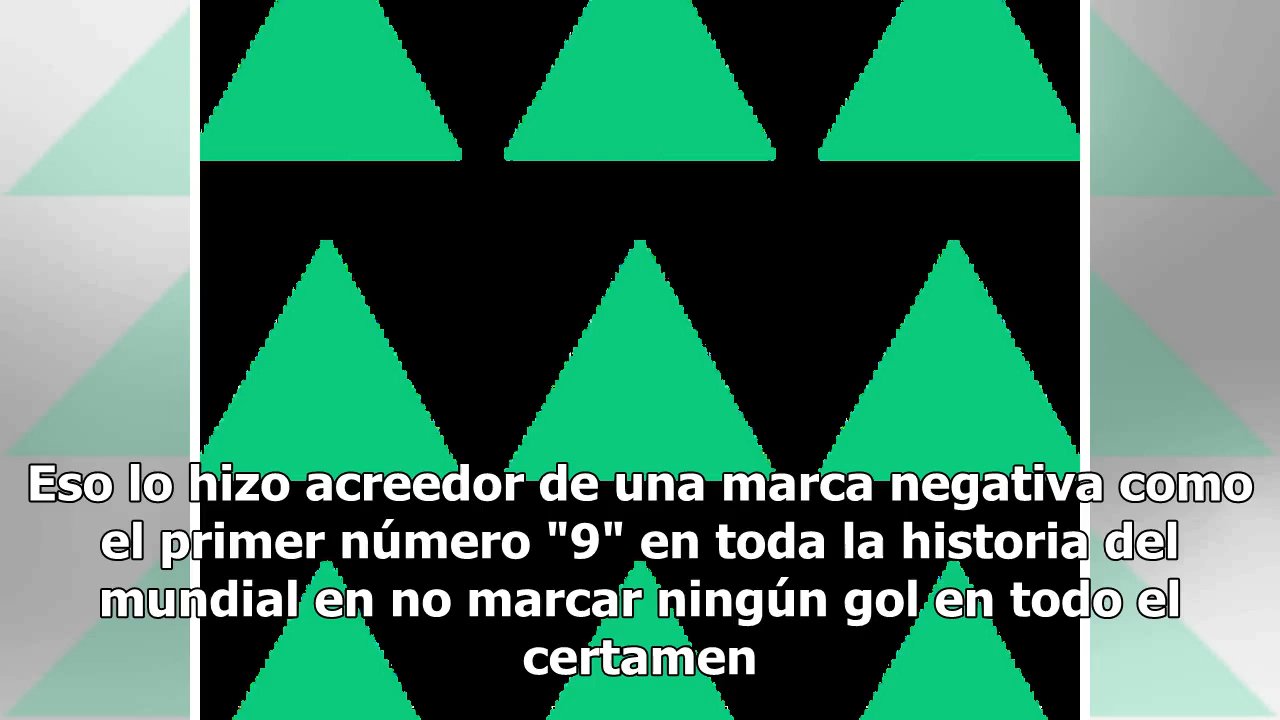 Eso lo hizo acreedor de una marca negativa como
el primer número "9" en toda la historia del
mundial en no marcar ningún gol en todo el
certamen